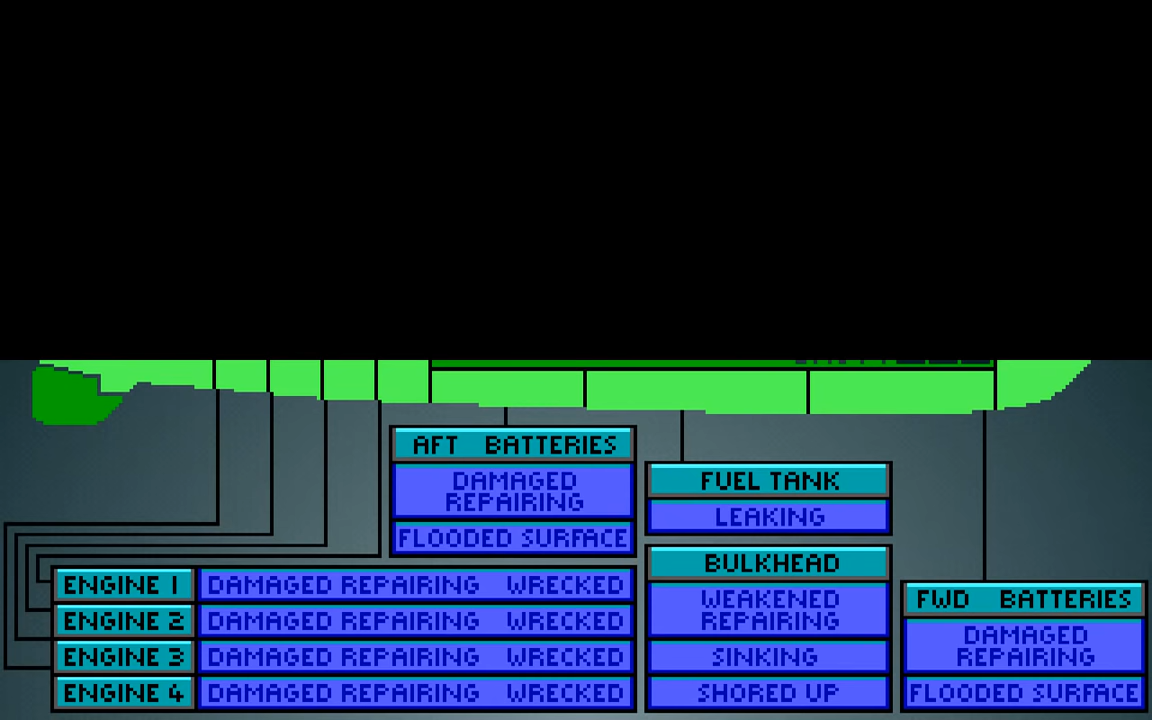 AFT BATTERIES
DAMAGED
REPAIRING
FLOODED SURFACE
FUEL TANK
LEAKING
BULKHEAD
WEAKENED
REPAIRING
SINKING
SHORED UP
ENGINE 1 DAMAGED REPAIRING WRECKED
ENGINE 2 DAMAGED REPAIRING WRECKED
ENGINE 3 DAMAGED REPAIRING WRECKED
ENGINE 4 DAMAGED REPAIRING WRECKED
FWD BATTERIES
DAMAGED
REPAIRING
FLOODED SURFACE